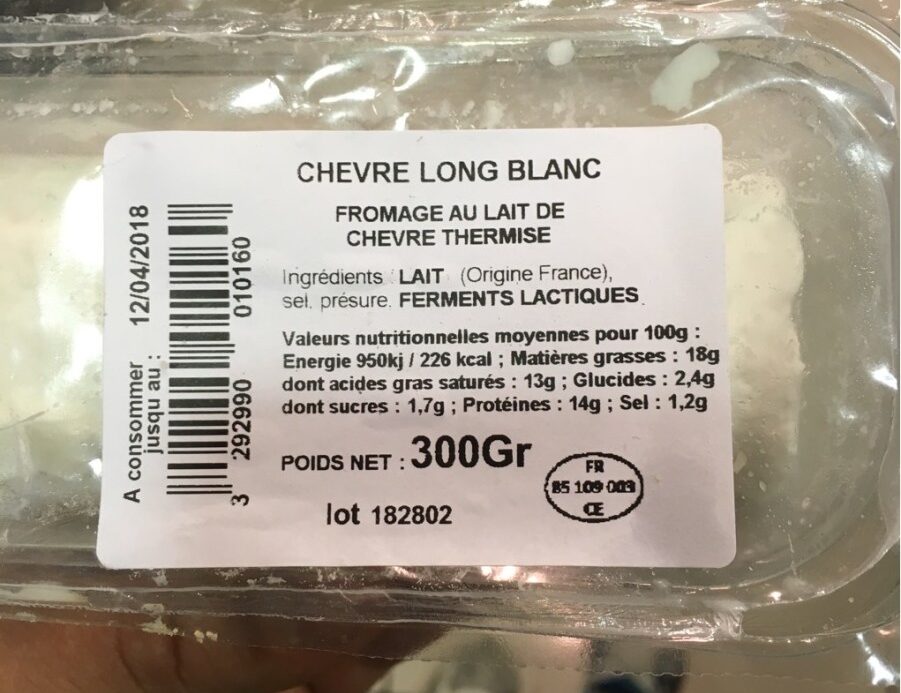 CHEVRE LONG BLANC
FROMAGE AU LAIT DE
CHEVRE THERMISE
Ingrédients : LAIT (Origine France),
sel, présure. FERMENTS LACTIQUES.
Valeurs nutritionnelles moyennes pour 100g :
Energie 950kj / 226 kcal ; Matières grasses : 18g
dont acides gras saturés : 13g ; Glucides : 2,4g
dont sucres : 1,7g ; Protéines : 14g ; Sel : 1,2g
POIDS NET : 300Gr
lot 182802
FR
85 109 003
CE
A consommer 12/04/2018
jusqu au :
3 292990 010160